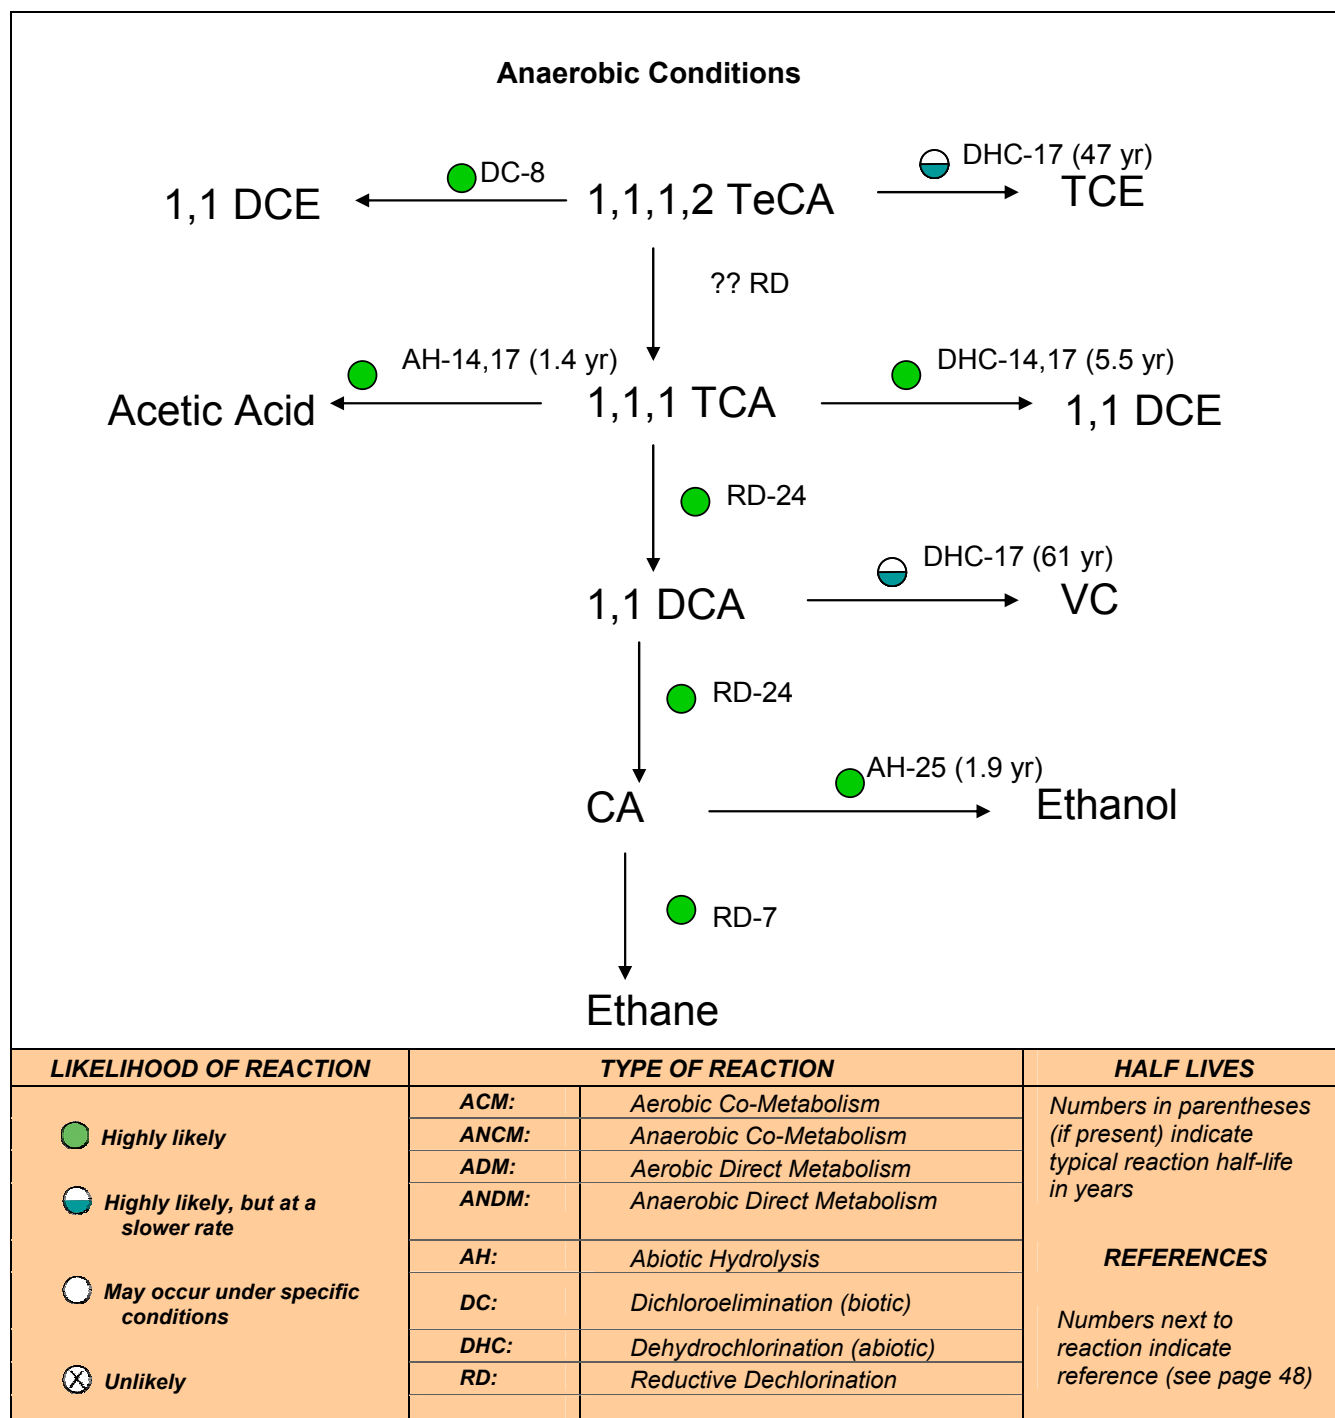 Anaerobic Conditions
DC-8
DHC-17 (47 yr)
1,1 DCE
1,1,1,2 TeCA
TCE
?? RD
AH-14,17 (1.4 yr)
DHC-14,17 (5.5 yr)
Acetic Acid
1,1,1 TCA
1,1 DCE
RD-24
DHC-17 (61 yr)
1,1 DCA
VC
RD-24
AH-25 (1.9 yr)
CA
Ethanol
RD-7
Ethane
LIKELIHOOD OF REACTION
Highly likely
Highly likely, but at a
slower rate
May occur under specific
conditions
Unlikely
TYPE OF REACTION
ACM: Aerobic Co-Metabolism
ANCM: Anaerobic Co-Metabolism
ADM: Aerobic Direct Metabolism
ANDM: Anaerobic Direct Metabolism
AH: Abiotic Hydrolysis
DC: Dichloroelimination (biotic)
DHC: Dehydrochlorination (abiotic)
RD: Reductive Dechlorination
HALF LIVES
Numbers in parentheses
(if present) indicate
typical reaction half-life
in years
REFERENCES
Numbers next to
reaction indicate
reference (see page 48)